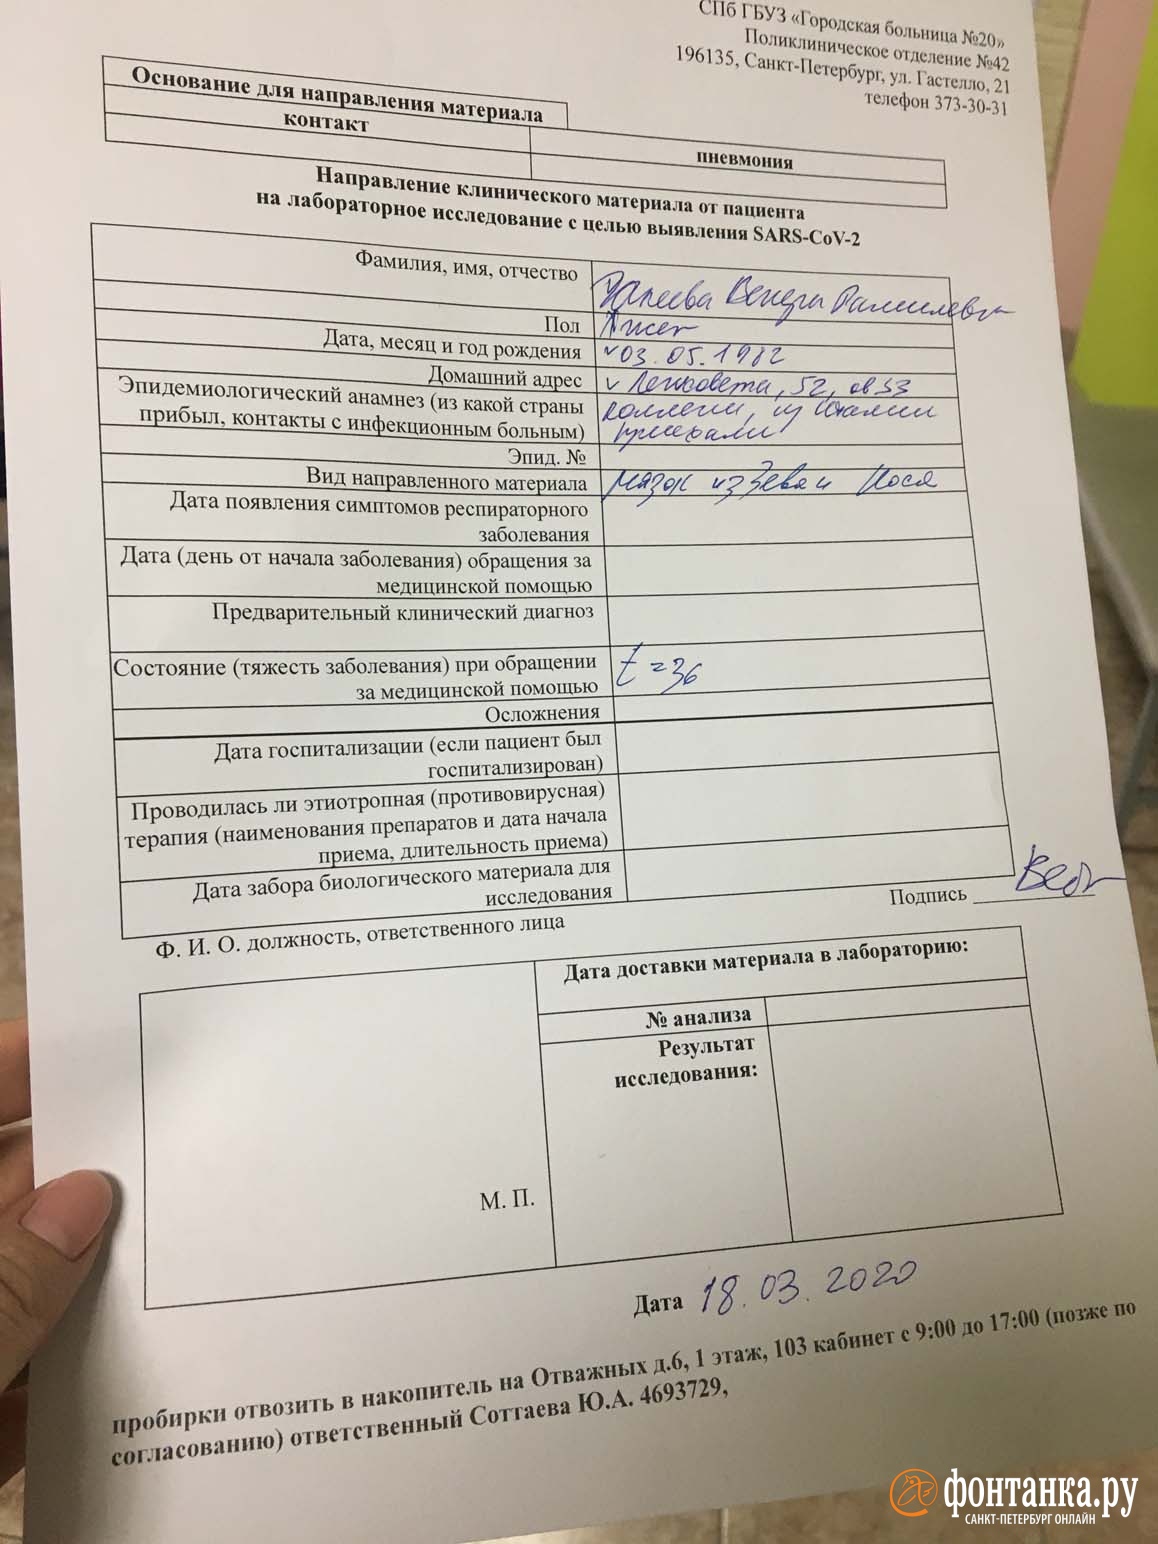 СПб ГБУЗ «Городская больница №20»
Поликлиническое отделение №42
196135, Санкт-Петербург, ул. Гастелло, 21
телефон 373-30-31
Основание для направления материала
контакт
пневмония
Направление клинического материала от пациента
на лабораторное исследование с целью выявления SARS-CoV-2
Фамилия, имя, отчество
Венера Рамилевна
Пол
Дата, месяц и год рождения 03.05.1982
Домашний адрес Ленсовета, 52, кв 33
Эпидемиологический анамнез (из какой страны коллеги,
прибыл, контакты с инфекционным больным) приехали
Эпид. №
Вид направленного материала мазок из зева и носа
Дата появления симптомов респираторного
заболевания
Дата (день от начала заболевания) обращения за
медицинской помощью
Предварительный клинический диагноз
Состояние (тяжесть заболевания) при обращении t = 36
за медицинской помощью
Осложнения
Дата госпитализации (если пациент был
госпитализирован)
Проводилась ли этиотропная (противовирусная)
терапия (наименования препаратов и дата начала
приема, длительность приема)
Дата забора биологического материала для
исследования
Подпись
Ф. И. О. должность, ответственного лица
Дата доставки материала в лабораторию:
№ анализа
Результат
исследования:
М. П.
Дата 18.03.2020
пробирки отвозить в накопитель на Отважных д.6, 1 этаж, 103 кабинет с 9:00 до 17:00 (позже по
согласованию) ответственный Соттаева Ю.А. 4693729,
фонтанка.ру
САНКТ-ПЕТЕРБУРГ ОНЛАЙН